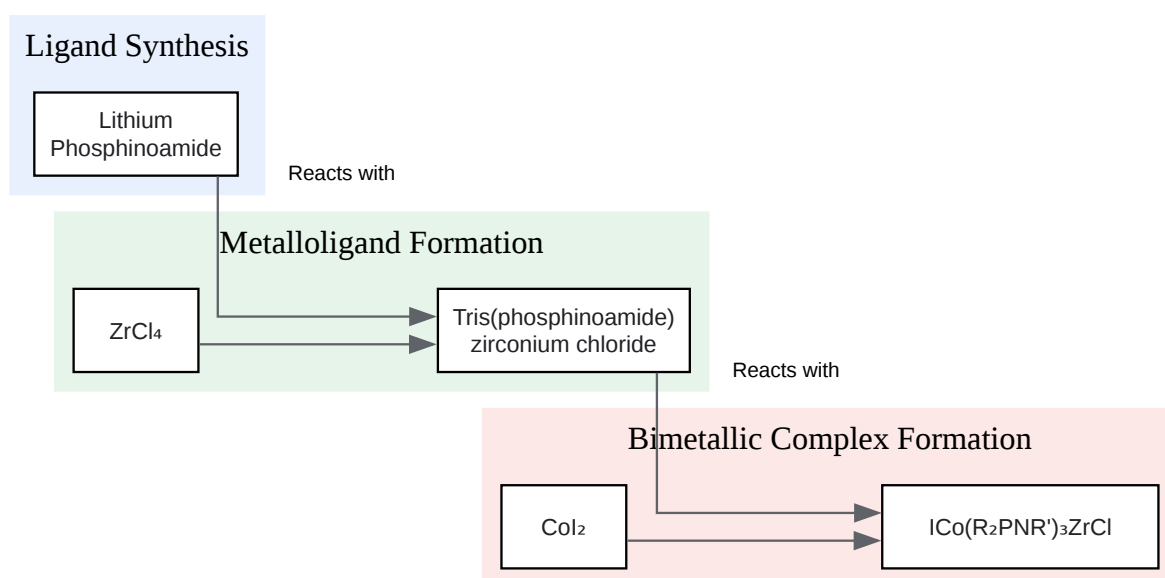 Ligand Synthesis
Lithium
Phosphinoamide
Reacts with
Metalloligand Formation
ZrCl₄
Tris(phosphinoamide)
zirconium chloride
Reacts with
Bimetallic Complex Formation
CoI₂
ICo(R₂PNR')₃ZrCl